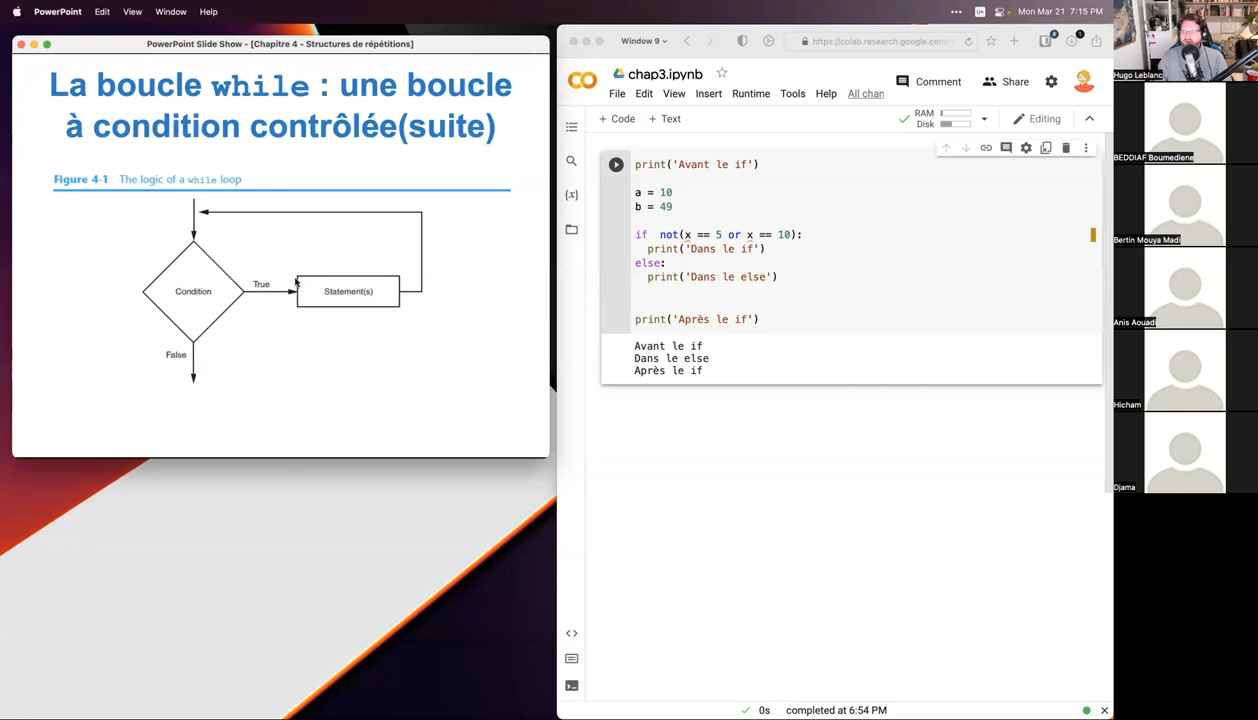 PowerPoint Edit View Window Help
Mon Mar 21 7:15 PM
PowerPoint Slide Show - [Chapitre 4 - Structures de répétitions]
La boucle while : une boucle
à condition contrôlée(suite)
Figure 4-1 The logic of a while loop
Condition
True
Statement(s)
False
Window 9
https://colab.research.google.com/
chap3.ipynb
Comment
Share
File Edit View Insert Runtime Tools Help All chan
+ Code + Text
RAM
Disk
Editing
print('Avant le if')
a = 10
b = 49
if not(x == 5 or x == 10):
print('Dans le if')
else:
print('Dans le else')
print('Après le if')
Avant le if
Dans le else
Après le if
0s completed at 6:54 PM
Hugo Leblanc
BEDDIAF Boumediene
Bertin Mouya Madi
Anis Aouadi
Hicham
Djama